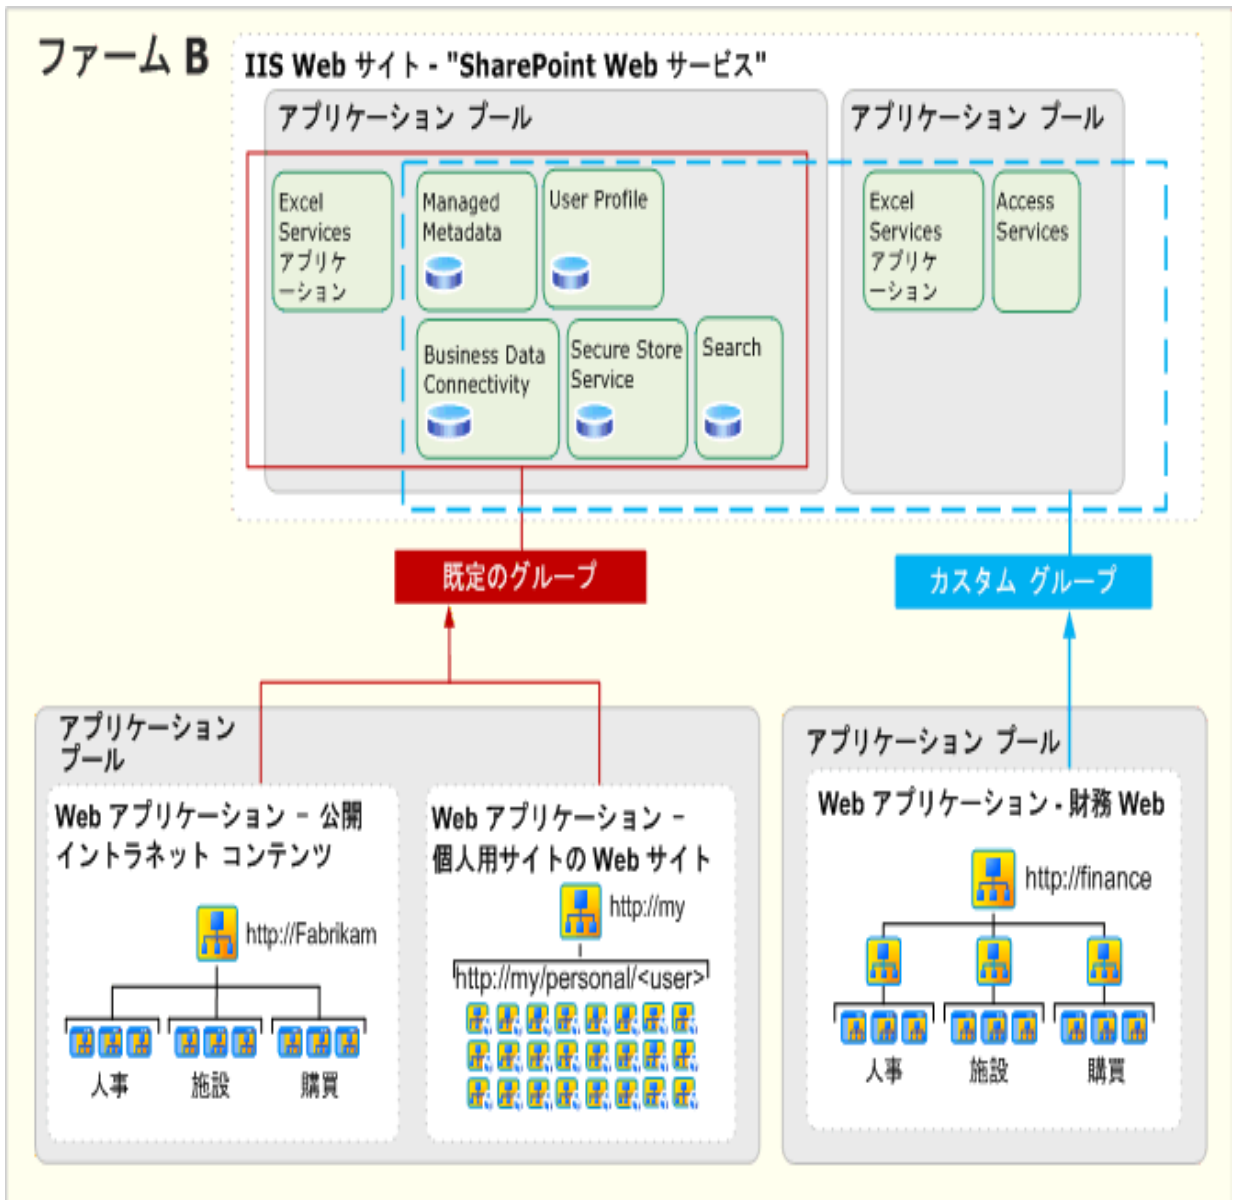 ファーム B
IIS Web サイト - "SharePoint Web サービス"
アプリケーション プール
アプリケーション プール
Excel
Services
アプリケ
ーション
Managed
Metadata
User Profile
Business Data
Connectivity
Secure Store
Service
Search
Excel
Services
アプリケ
ーション
Access
Services
既定のグループ
カスタム グループ
アプリケーション
プール
Web アプリケーション － 公開
イントラネット コンテンツ
http://Fabrikam
人事
施設
購買
Web アプリケーション －
個人用サイトの Web サイト
http://my
http://my/personal/<user>
アプリケーション プール
Web アプリケーション - 財務 Web
http://finance
人事
施設
購買